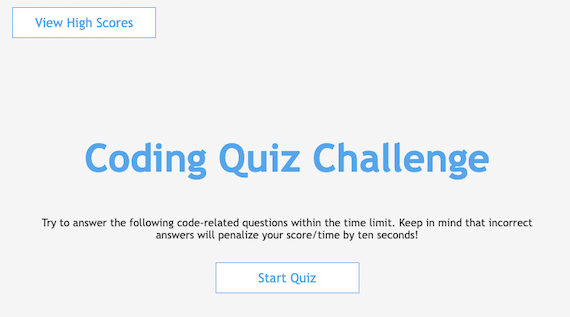 View High Scores
Coding Quiz Challenge
Try to answer the following code-related questions within the time limit. Keep in mind that incorrect
answers will penalize your score/time by ten seconds!
Start Quiz